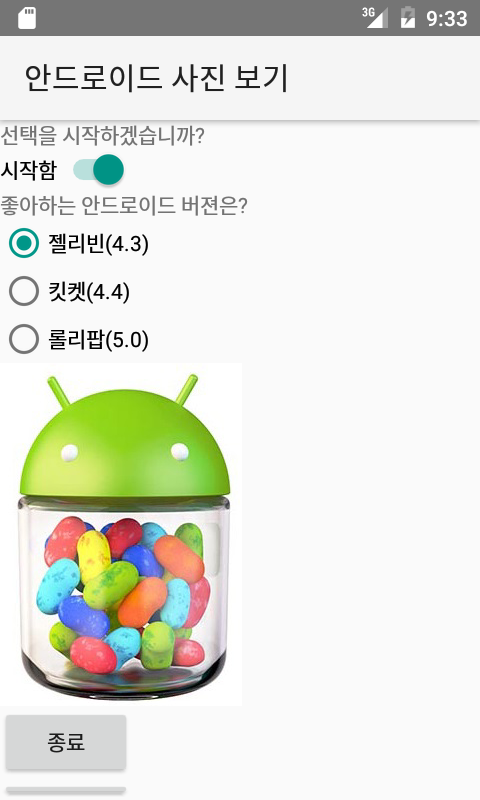 3G 9:33
안드로이드 사진 보기
선택을 시작하겠습니까?
시작함
좋아하는 안드로이드 버젼은?
젤리빈(4.3)
킷켓(4.4)
롤리팝(5.0)
종료